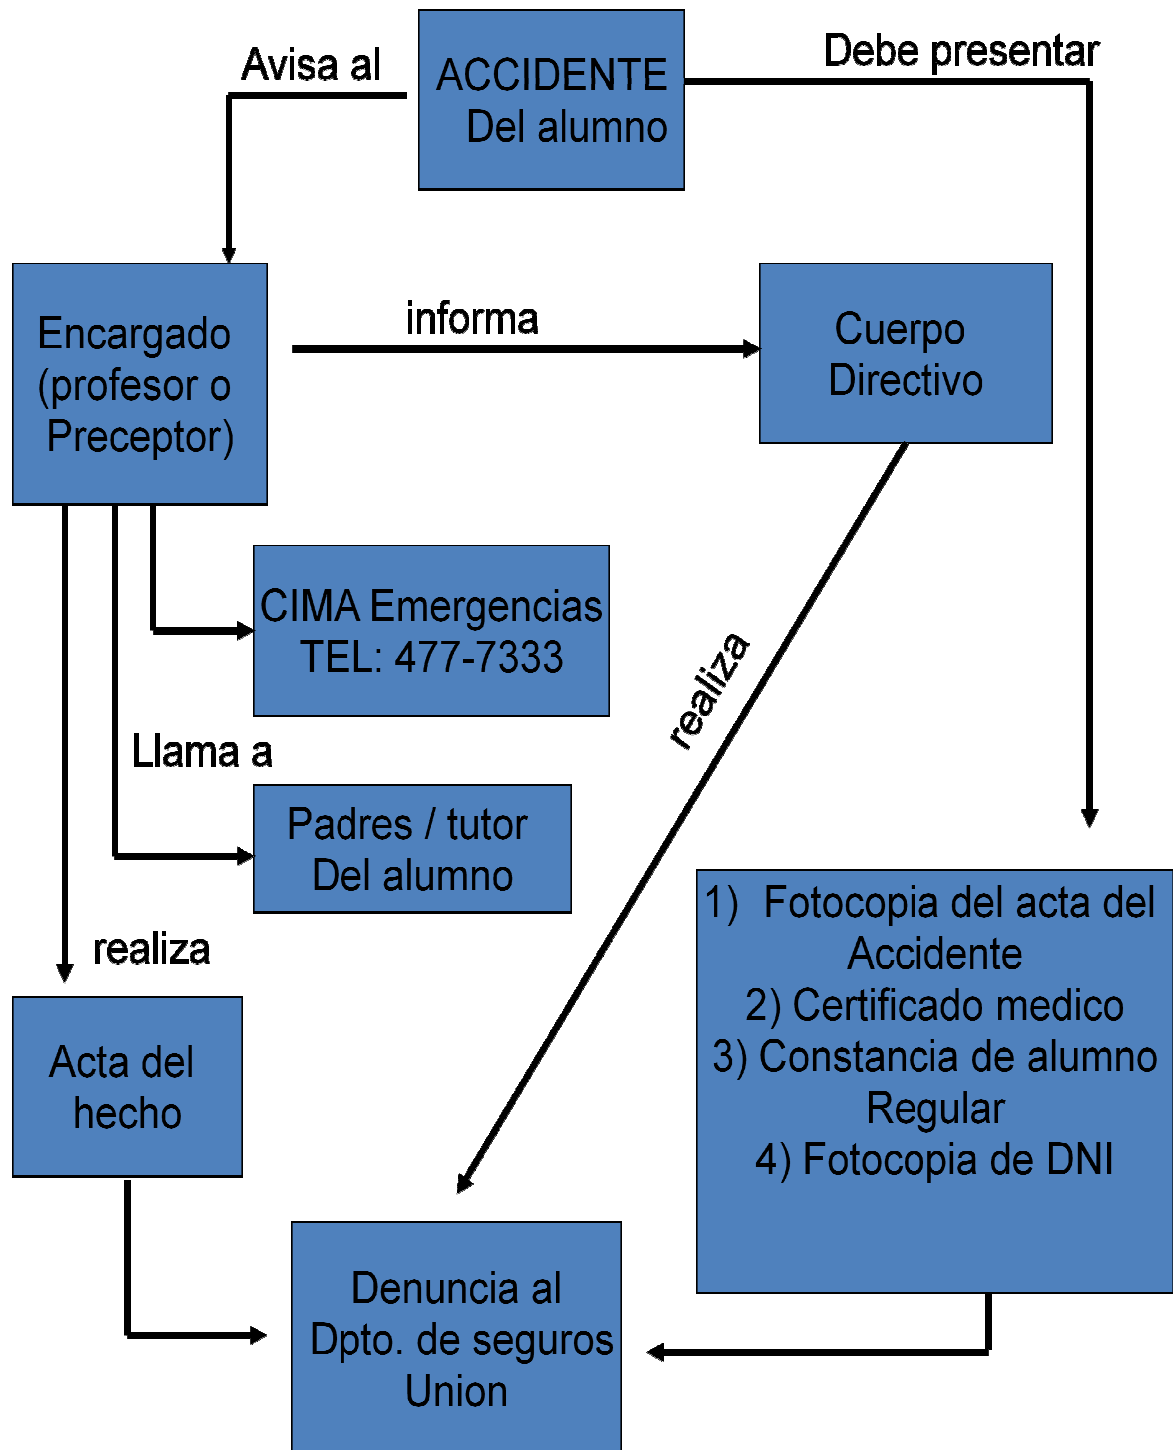 Avisa al
ACCIDENTE
Del alumno
Debe presentar
Encargado
(profesor o
Preceptor)
informa
Cuerpo
Directivo
CIMA Emergencias
TEL: 477-7333
realiza
Llama a
Padres / tutor
Del alumno
realiza
1) Fotocopia del acta del
Accidente
2) Certificado medico
3) Constancia de alumno
Regular
4) Fotocopia de DNI
Acta del
hecho
Denuncia al
Dpto. de seguros
Union